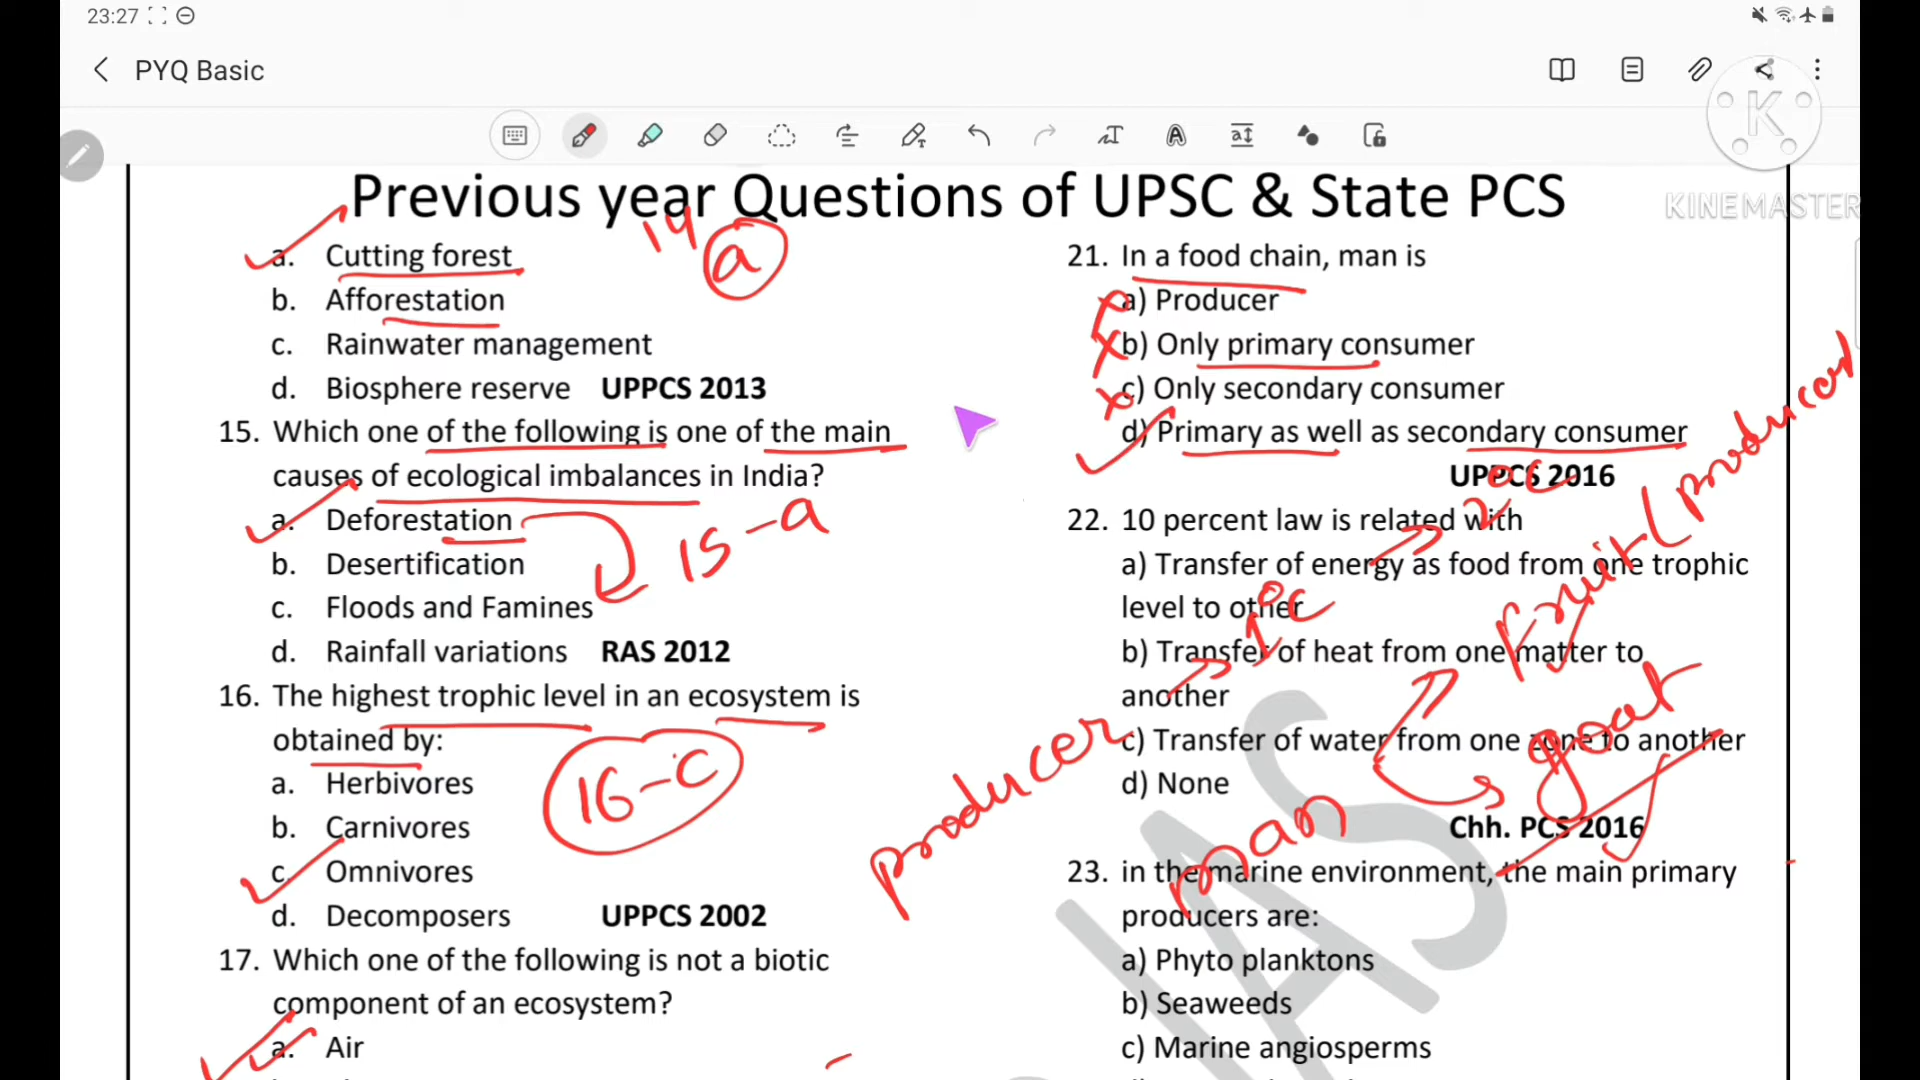 23:27
PYQ Basic
KINEMASTER
Previous year Questions of UPSC & State PCS
14 a
a. Cutting forest
b. Afforestation
c. Rainwater management
d. Biosphere reserve UPPCS 2013
15. Which one of the following is one of the main
causes of ecological imbalances in India?
a. Deforestation
15-a
b. Desertification
c. Floods and Famines
d. Rainfall variations RAS 2012
16. The highest trophic level in an ecosystem is
obtained by:
a. Herbivores
16-c
b. Carnivores
c. Omnivores
d. Decomposers UPPCS 2002
17. Which one of the following is not a biotic
component of an ecosystem?
a. Air
21. In a food chain, man is
a) Producer
b) Only primary consumer
c) Only secondary consumer
d) Primary as well as secondary consumer
UPPCS 2016
22. 10 percent law is related with
a) Transfer of energy as food from one trophic
level to other
b) Transfer of heat from one matter to
another
c) Transfer of water from one zone to another
d) None
Chh. PCS 2016
23. in the marine environment, the main primary
producers are:
a) Phyto planktons
b) Seaweeds
c) Marine angiosperms
producer
1°C
2°C
man
fruit (producer
goat
IAS